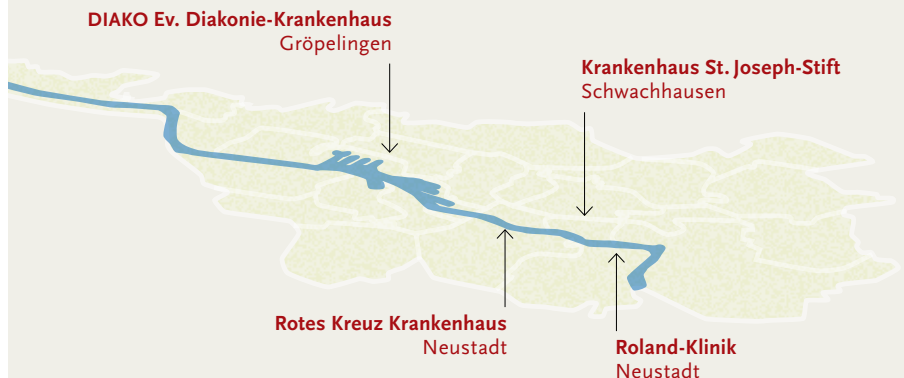 DIAKO Ev. Diakonie-Krankenhaus
Gröpelingen
Krankenhaus St. Joseph-Stift
Schwachhausen
Rotes Kreuz Krankenhaus
Neustadt
Roland-Klinik
Neustadt